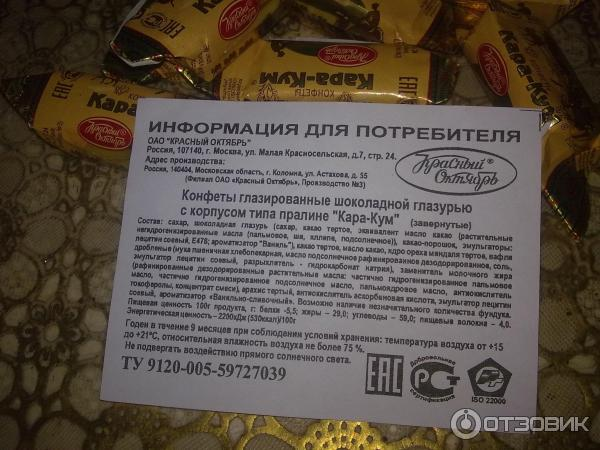 Красный Октябрь
Кара-Кум
КОНФЕТЫ
EAC
ИНФОРМАЦИЯ ДЛЯ ПОТРЕБИТЕЛЯ
ОАО "КРАСНЫЙ ОКТЯБРЬ"
Россия, 107140, г. Москва, ул. Малая Красносельская, д.7, стр. 24.
Адрес производства:
Россия, 140404, Московская область, г. Коломна, ул. Астахова, д. 55
(Филиал ОАО «Красный Октябрь», Производство №3)
Красный Октябрь
Конфеты глазированные шоколадной глазурью
с корпусом типа пралине "Кара-Кум" (завернутые)
Состав: сахар, шоколадная глазурь (сахар, какао тертое, эквивалент масла какао (растительные
негидрогенизированные масла (пальмовое, ши, иллипе, подсолнечное)), какао-порошок, эмульгаторы:
лецитин соевый, Е476; ароматизатор "Ваниль"), какао тертое, масло какао, ядро ореха миндаля тертое, вафли
дробленые (мука пшеничная хлебопекарная, масло подсолнечное рафинированное дезодорированное, соль,
эмульгатор лецитин соевый, разрыхлитель - гидрокарбонат натрия), заменитель молочного жира
(рафинированные дезодорированные растительные масла: частично гидрогенизированное пальмовое
масло, частично гидрогенизированное подсолнечное масло, пальмоядровое масло, антиокислитель
токоферолы, концентрат смеси), арахис тертый, антиокислитель аскорбиновая кислота, эмульгатор лецитин
соевый, ароматизатор «Ванильно-сливочный». Возможно наличие незначительного количества фундука.
Пищевая ценность 100г продукта, г: белки -5,5; жиры – 29,0; углеводы – 59,0; пищевые волокна – 4,0.
Энергетическая ценность – 2200кДж (530ккал)/100г
Годен в течение 9 месяцев при соблюдении условий хранения: температура воздуха от +15
до +21°С, относительная влажность воздуха не более 75 %.
Не подвергать воздействию прямого солнечного света.
ТУ 9120-005-59727039
EAC
Добровольная
сертификация
ISO 22000
ОТЗОВИК